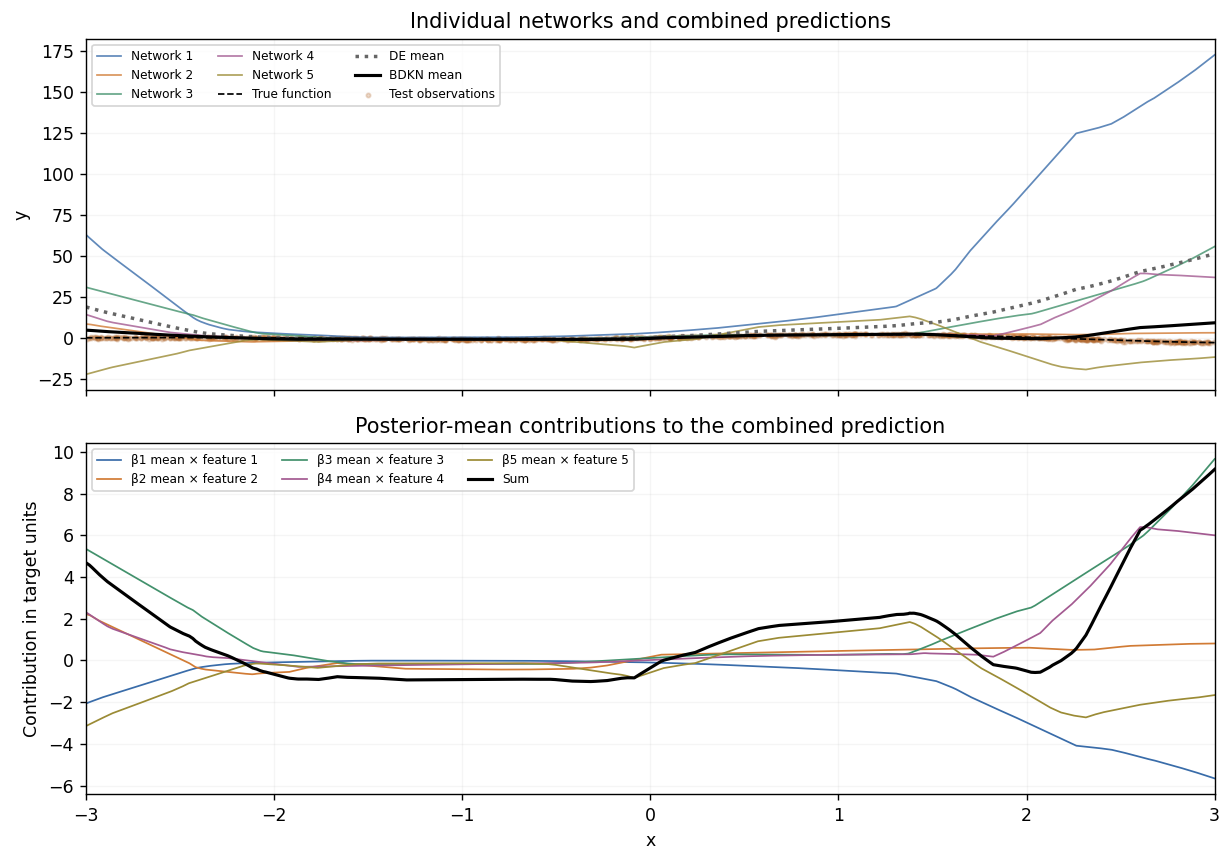 Individual networks and combined predictions
175
150
125
100
75
50
25
0
−25
y
Network 1
Network 2
Network 3
Network 4
Network 5
True function
DE mean
BDKN mean
Test observations
Posterior-mean contributions to the combined prediction
10
8
6
4
2
0
−2
−4
−6
Contribution in target units
β1 mean × feature 1
β2 mean × feature 2
β3 mean × feature 3
β4 mean × feature 4
β5 mean × feature 5
Sum
−3
−2
−1
0
1
2
3
x